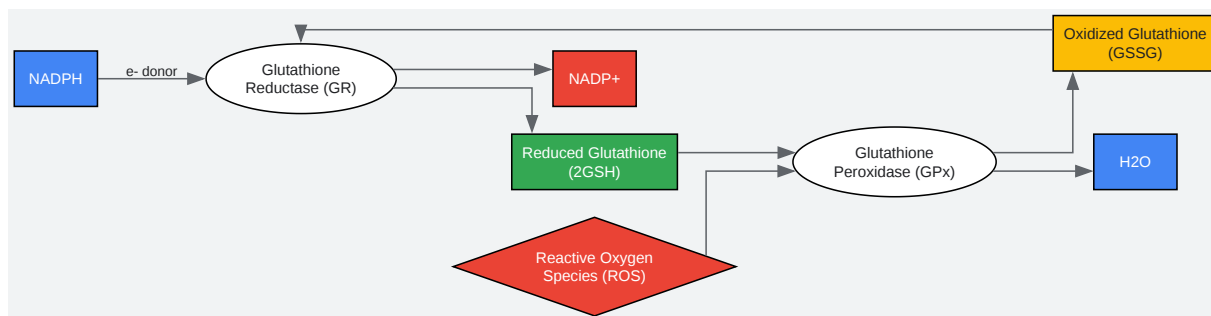 Oxidized Glutathione
(GSSG)
NADPH
e- donor
Glutathione
Reductase (GR)
NADP+
Reduced Glutathione
(2GSH)
Glutathione
Peroxidase (GPx)
H2O
Reactive Oxygen
Species (ROS)